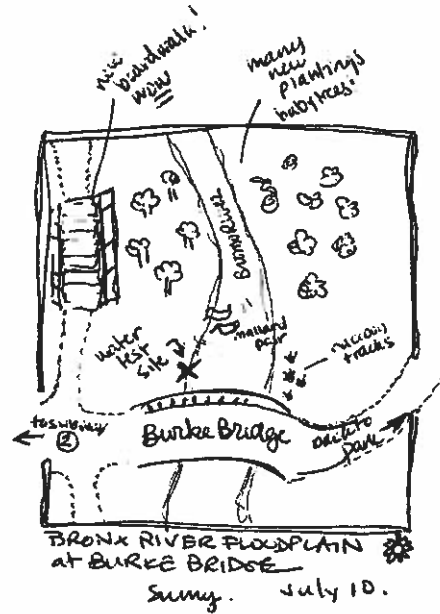 new
boardwalk!
wow
many
new
plantings
baby trees!
Bronx River
mallard
pair
water
test
site
raccoon
tracks
to subway
2
Burke Bridge
back to
park
BRONX RIVER FLOODPLAIN
at BURKE BRIDGE
Sunny. July 10.